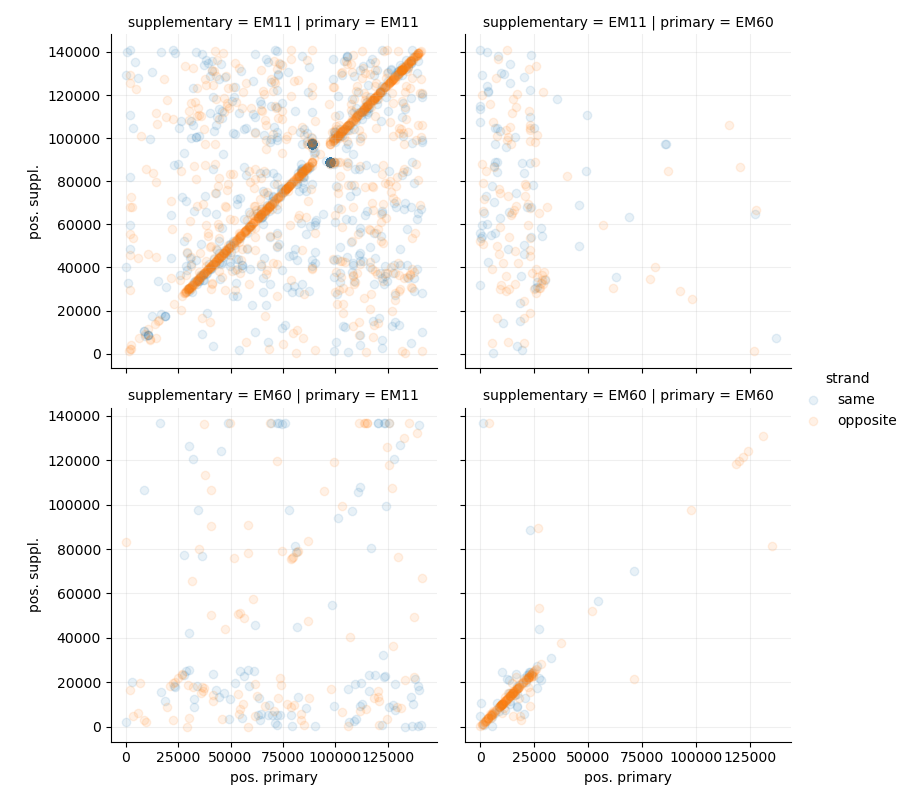 supplementary = EM11 | primary = EM11
supplementary = EM11 | primary = EM60
140000
120000
100000
80000
60000
40000
20000
0
pos. suppl.
strand
same
opposite
supplementary = EM60 | primary = EM11
supplementary = EM60 | primary = EM60
140000
120000
100000
80000
60000
40000
20000
0
pos. suppl.
0 25000 50000 75000 100000 125000
0 25000 50000 75000 100000 125000
pos. primary
pos. primary